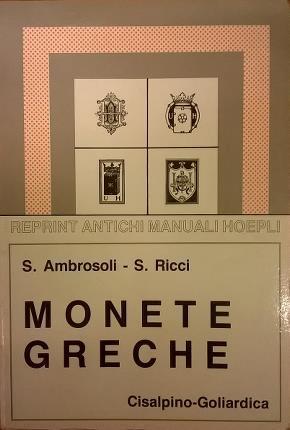 U H
REPRINT ANTICHI MANUALI HOEPLI
S. Ambrosoli - S. Ricci
MONETE
GRECHE
Cisalpino-Goliardica